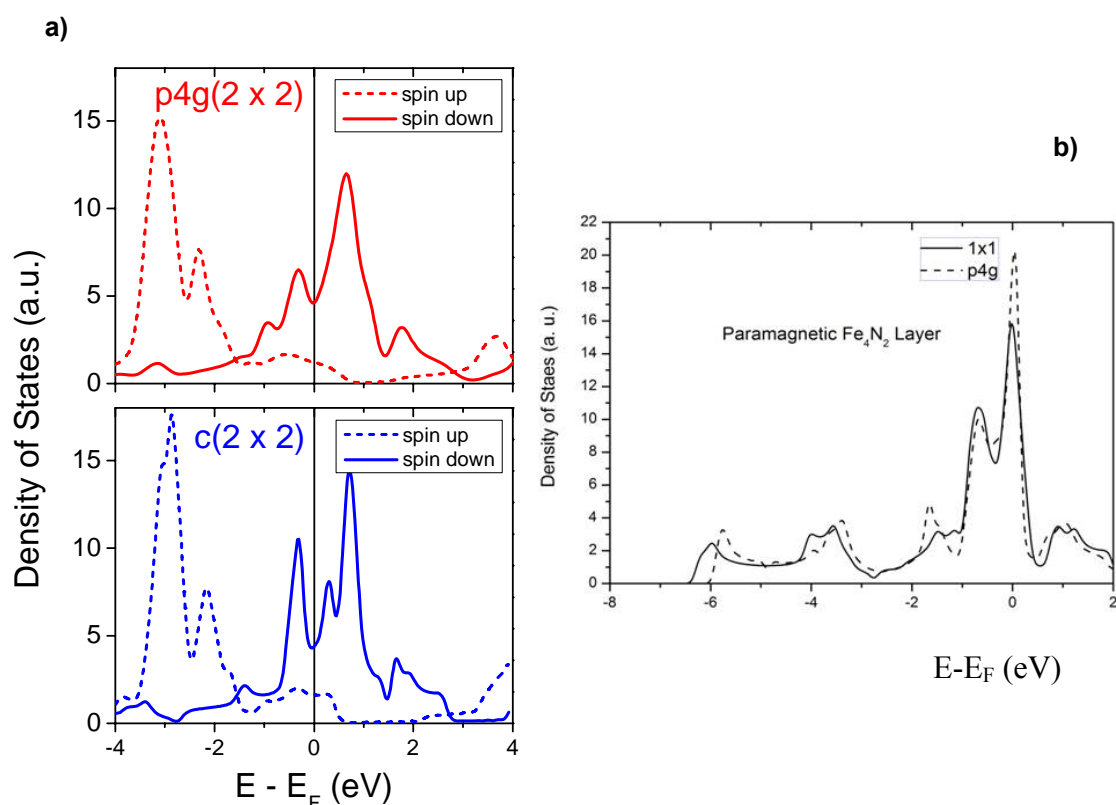 a)
p4g(2 x 2)
spin up
spin down
15
10
5
0
c(2 x 2)
spin up
spin down
15
10
5
0
-4 -2 0 2 4
Density of States (a.u.)
E - EF (eV)
b)
22
20
18
16
14
12
10
8
6
4
2
0
1x1
p4g
Paramagnetic Fe4N2 Layer
Density of Staes (a. u.)
-8 -6 -4 -2 0 2
E-EF (eV)